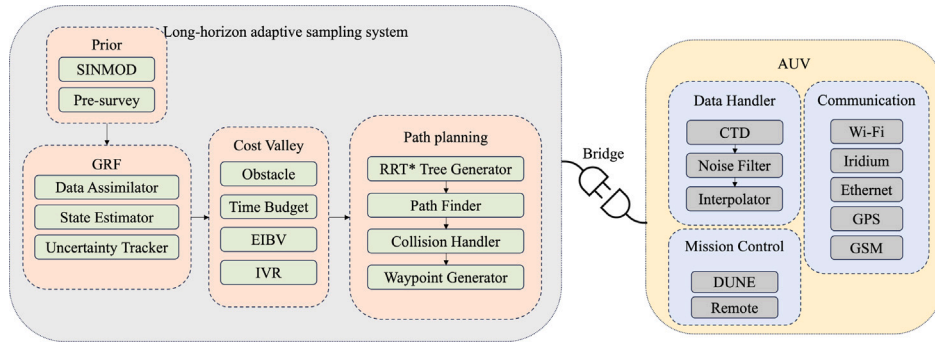 Long-horizon adaptive sampling system
Prior
SINMOD
Pre-survey
GRF
Data Assimilator
State Estimator
Uncertainty Tracker
Cost Valley
Obstacle
Time Budget
EIBV
IVR
Path planning
RRT* Tree Generator
Path Finder
Collision Handler
Waypoint Generator
Bridge
AUV
Data Handler
CTD
Noise Filter
Interpolator
Mission Control
DUNE
Remote
Communication
Wi-Fi
Iridium
Ethernet
GPS
GSM